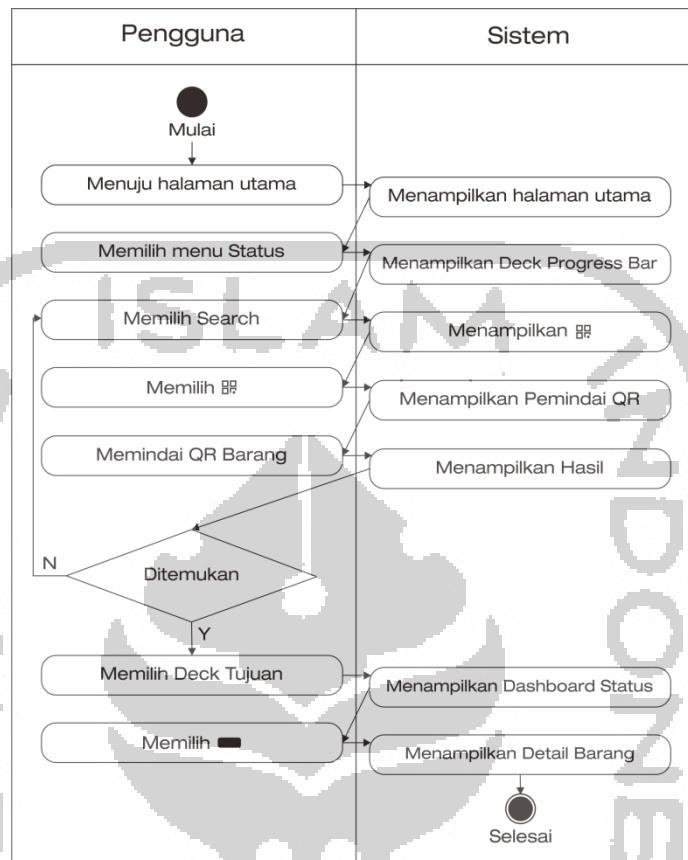 Pengguna
Sistem
Mulai
Menuju halaman utama
Menampilkan halaman utama
Memilih menu Status
Menampilkan Deck Progress Bar
Memilih Search
Menampilkan
Memilih
Menampilkan Pemindai QR
Memindai QR Barang
Menampilkan Hasil
N
Ditemukan
Y
Memilih Deck Tujuan
Menampilkan Dashboard Status
Memilih
Menampilkan Detail Barang
Selesai
ISLAM
INDONE